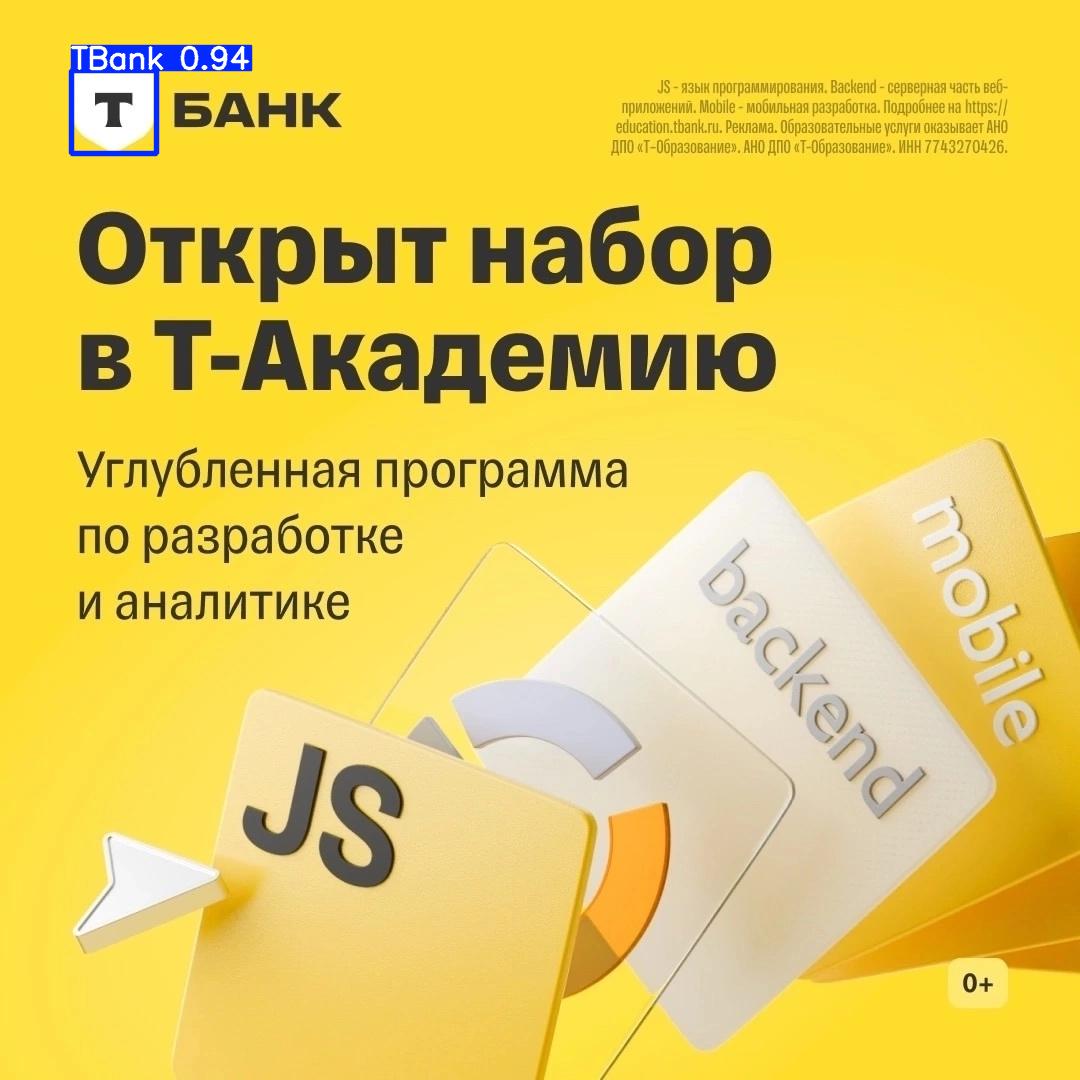 TBank 0.94
Т БАНК
JS - язык программирования. Backend - серверная часть веб-
приложений. Mobile - мобильная разработка. Подробнее на https://
education.tbank.ru. Реклама. Образовательные услуги оказывает АНО
ДПО «Т-Образование». АНО ДПО «Т-Образование». ИНН 7743270426.
Открыт набор
в Т-Академию
Углубленная программа
по разработке
и аналитике
mobile
backend
JS
0+